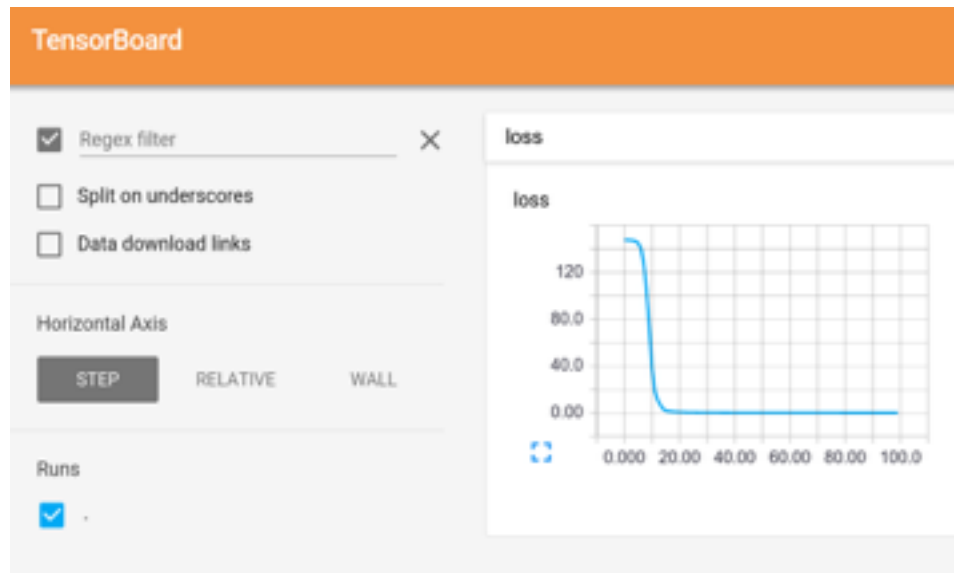 TensorBoard
Regex filter
Split on underscores
Data download links
Horizontal Axis
STEP RELATIVE WALL
Runs
.
loss
loss
120
80.0
40.0
0.00
0.000 20.00 40.00 60.00 80.00 100.0